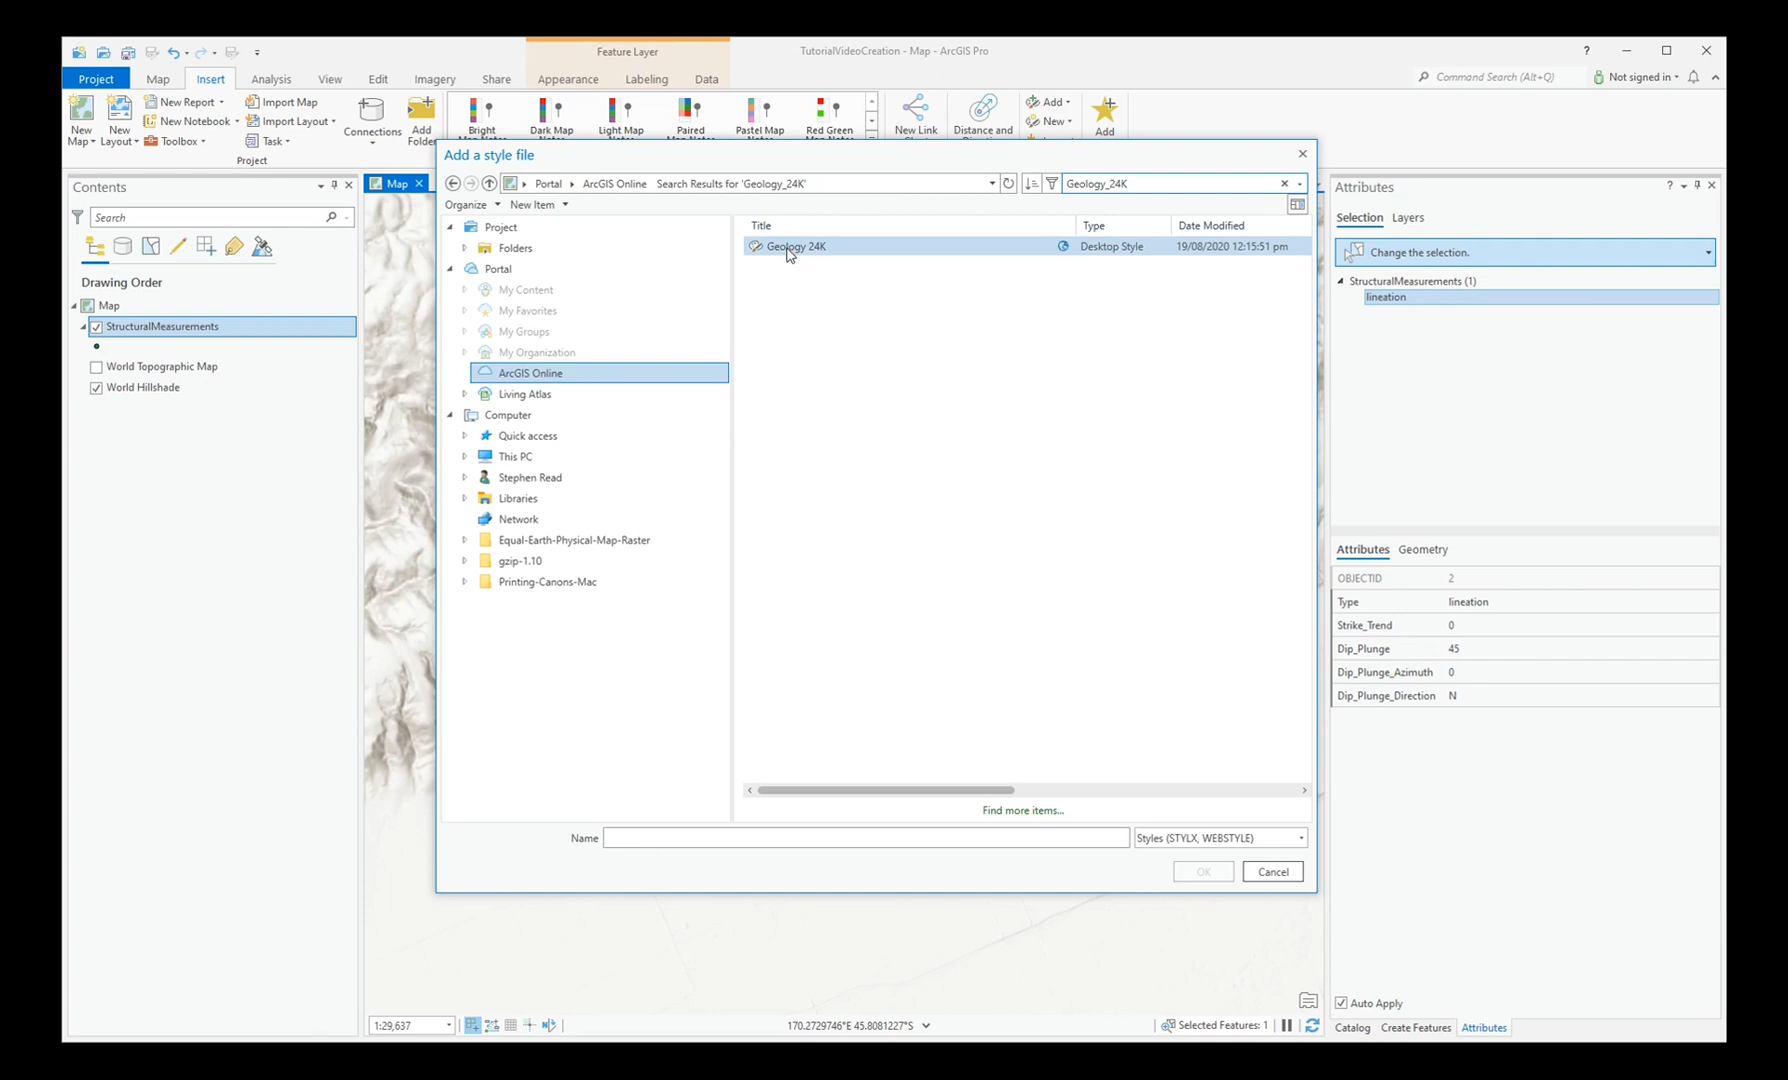 Feature Layer
TutorialVideoCreation - Map - ArcGIS Pro
?
Project Map Insert Analysis View Edit Imagery Share Appearance Labeling Data
Command Search (Alt+Q)
Not signed in
New Map
New Layout
New Report
New Notebook
Toolbox
Import Map
Import Layout
Task
Connections
Add Folder
Project
Bright
Dark Map
Light Map
Paired
Pastel Map
Red Green
New Link
Distance and
Add
New
Add
Contents
Search
Drawing Order
Map
StructuralMeasurements
World Topographic Map
World Hillshade
Map
Add a style file
Portal ArcGIS Online Search Results for 'Geology_24K'
Geology_24K
Organize New Item
Project
Folders
Portal
My Content
My Favorites
My Groups
My Organization
ArcGIS Online
Living Atlas
Computer
Quick access
This PC
Stephen Read
Libraries
Network
Equal-Earth-Physical-Map-Raster
gzip-1.10
Printing-Canons-Mac
Title Type Date Modified
Geology 24K Desktop Style 19/08/2020 12:15:51 pm
Find more items...
Name
Styles (STYLX, WEBSTYLE)
OK
Cancel
1:29,637
170.2729746°E 45.8081227°S
Selected Features: 1
Attributes
?
Selection Layers
Change the selection.
StructuralMeasurements (1)
lineation
Attributes Geometry
OBJECTID 2
Type lineation
Strike_Trend 0
Dip_Plunge 45
Dip_Plunge_Azimuth 0
Dip_Plunge_Direction N
Auto Apply
Catalog Create Features Attributes